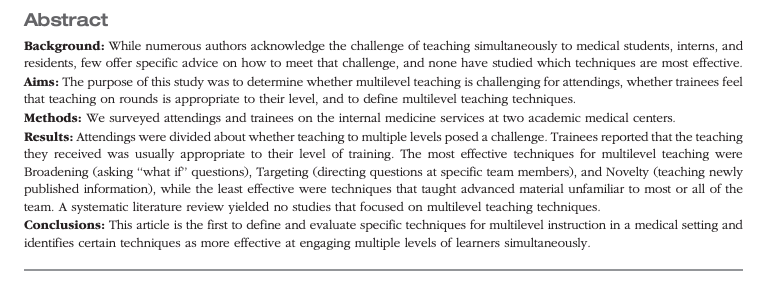 Abstract
Background: While numerous authors acknowledge the challenge of teaching simultaneously to medical students, interns, and
residents, few offer specific advice on how to meet that challenge, and none have studied which techniques are most effective.
Aims: The purpose of this study was to determine whether multilevel teaching is challenging for attendings, whether trainees feel
that teaching on rounds is appropriate to their level, and to define multilevel teaching techniques.
Methods: We surveyed attendings and trainees on the internal medicine services at two academic medical centers.
Results: Attendings were divided about whether teaching to multiple levels posed a challenge. Trainees reported that the teaching
they received was usually appropriate to their level of training. The most effective techniques for multilevel teaching were
Broadening (asking ‘‘what if’’ questions), Targeting (directing questions at specific team members), and Novelty (teaching newly
published information), while the least effective were techniques that taught advanced material unfamiliar to most or all of the
team. A systematic literature review yielded no studies that focused on multilevel teaching techniques.
Conclusions: This article is the first to define and evaluate specific techniques for multilevel instruction in a medical setting and
identifies certain techniques as more effective at engaging multiple levels of learners simultaneously.